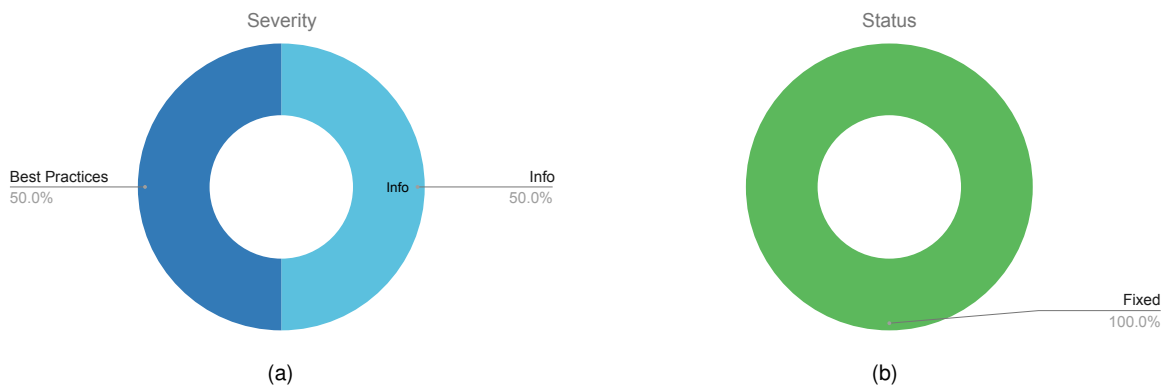 Severity
Best Practices
50.0%
Info
Info
50.0%
(a)
Status
Fixed
100.0%
(b)